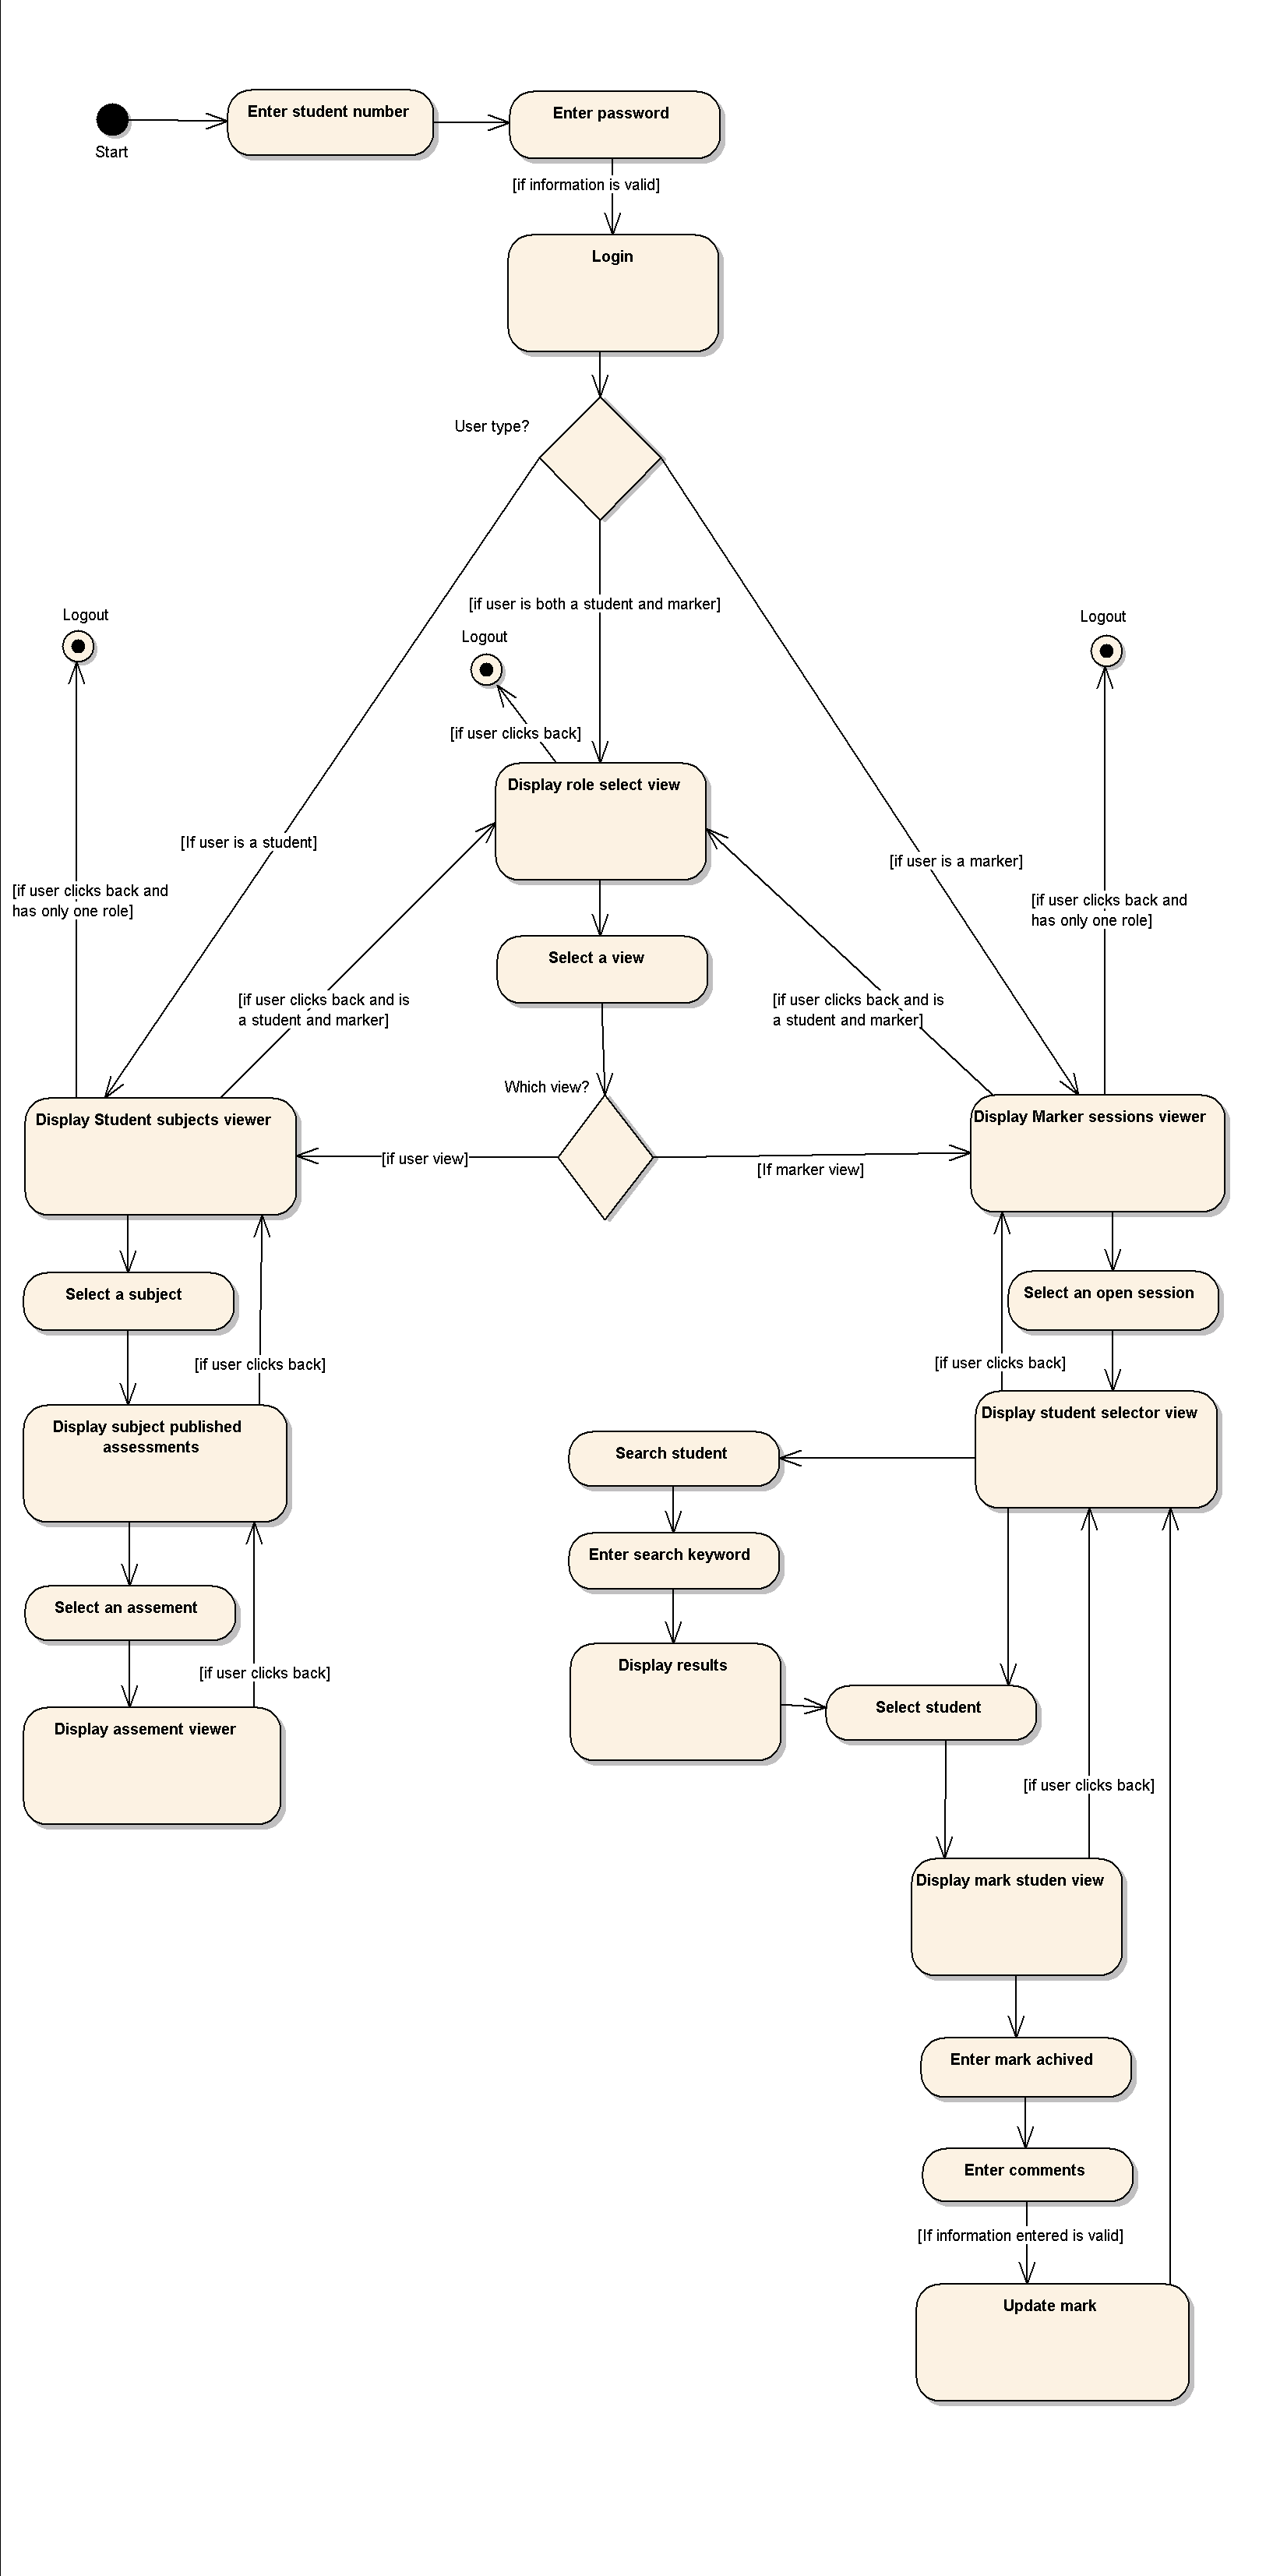 Start
Enter student number
Enter password
[if information is valid]
Login
User type?
[if user is both a student and marker]
Logout
Logout
Logout
[if user clicks back]
Display role select view
[If user is a student]
[if user is a marker]
[if user clicks back and
has only one role]
[if user clicks back and
has only one role]
Select a view
[if user clicks back and is
a student and marker]
[if user clicks back and is
a student and marker]
Which view?
Display Student subjects viewer
Display Marker sessions viewer
[if user view]
[If marker view]
Select a subject
Select an open session
[if user clicks back]
[if user clicks back]
Display subject published
assessments
Display student selector view
Search student
Enter search keyword
Select an assement
Display results
[if user clicks back]
Select student
Display assement viewer
[if user clicks back]
Display mark studen view
Enter mark achived
Enter comments
[If information entered is valid]
Update mark